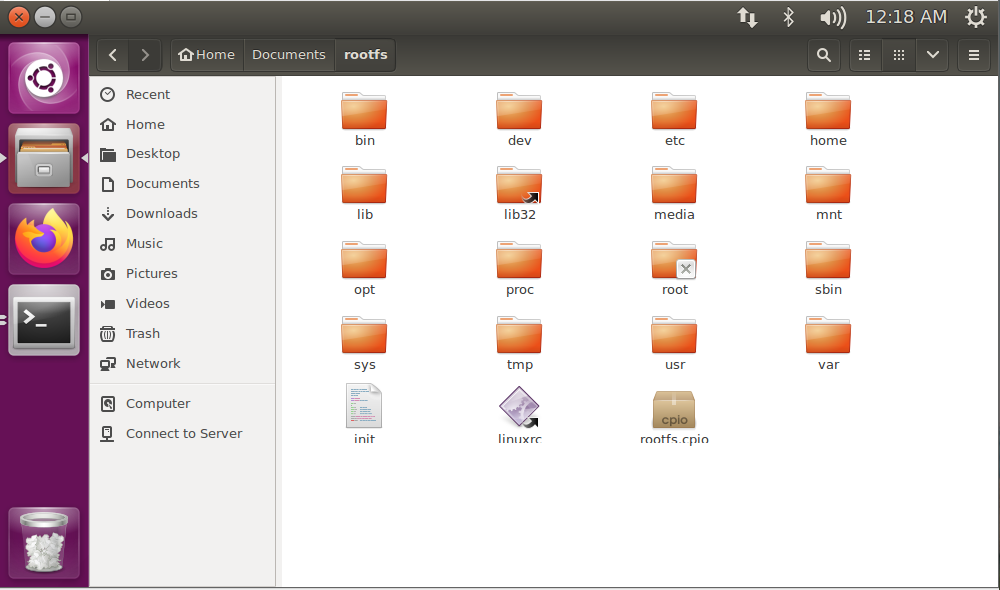 12:18 AM
Home Documents rootfs
Recent
Home
Desktop
Documents
Downloads
Music
Pictures
Videos
Trash
Network
Computer
Connect to Server
bin dev etc home
lib lib32 media mnt
opt proc root sbin
sys tmp usr var
cpio
init linuxrc rootfs.cpio